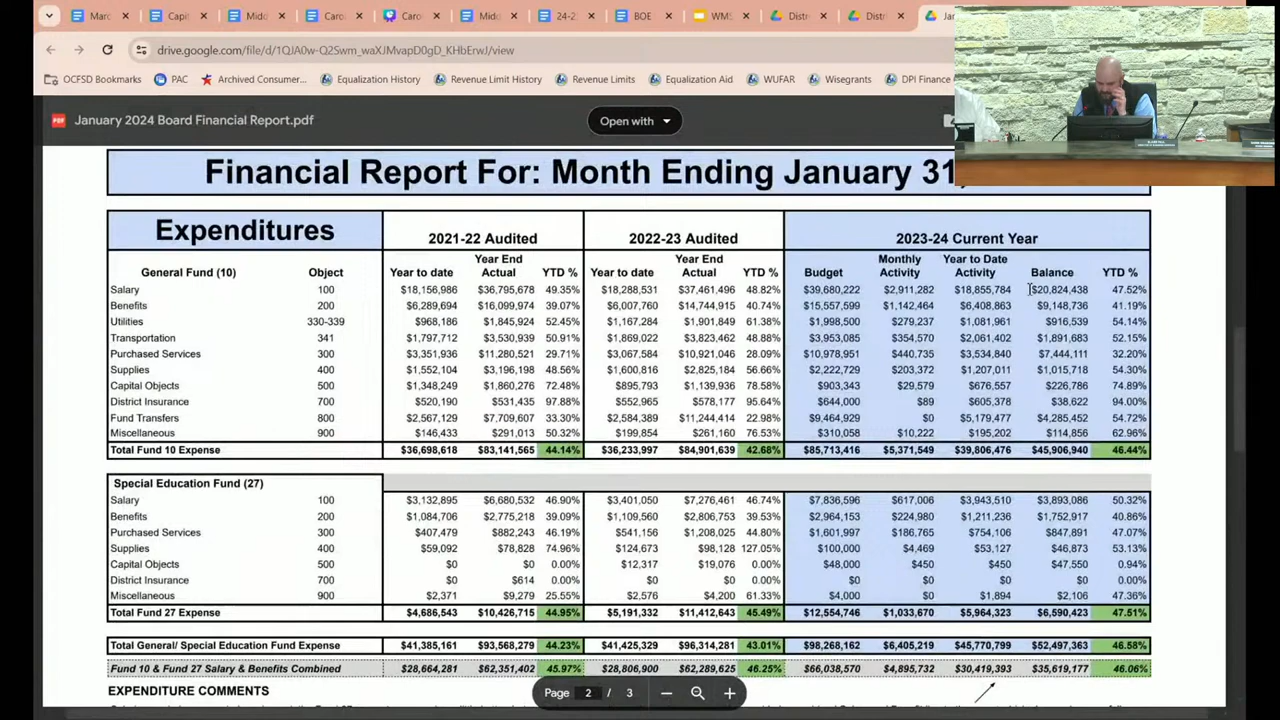 Marc
Capit
Midd
Carol
Carol
Midd
24-2
BOE
WMS
Distr
Distr
Ja
drive.google.com/file/d/1QJA0w-Q2Swm_waXJMvapD0gD_KHbErwJ/view
OCFSD Bookmarks PAC Archived Consumer... Equalization History Revenue Limit History Revenue Limits Equalization Aid WUFAR Wisegrants DPI Finance
PDF January 2024 Board Financial Report.pdf Open with
Financial Report For: Month Ending January 31,
Expenditures 2021-22 Audited 2022-23 Audited 2023-24 Current Year
General Fund (10) Object Year to date Year End Actual YTD % Year to date Year End Actual YTD % Budget Monthly Activity Year to Date Activity Balance YTD %
Salary 100 $18,156,986 $36,795,678 49.35% $18,288,531 $37,461,496 48.82% $39,680,222 $2,911,282 $18,855,784 $20,824,438 47.52%
Benefits 200 $6,289,694 $16,099,974 39.07% $6,007,760 $14,744,915 40.74% $15,557,599 $1,142,464 $6,408,863 $9,148,736 41.19%
Utilities 330-339 $968,186 $1,845,924 52.45% $1,167,284 $1,901,849 61.38% $1,998,500 $279,237 $1,081,961 $916,539 54.14%
Transportation 341 $1,797,712 $3,530,939 50.91% $1,869,022 $3,823,462 48.88% $3,953,085 $354,570 $2,061,402 $1,891,683 52.15%
Purchased Services 300 $3,351,936 $11,280,521 29.71% $3,067,584 $10,921,046 28.09% $10,978,951 $440,735 $3,534,840 $7,444,111 32.20%
Supplies 400 $1,552,104 $3,196,198 48.56% $1,600,816 $2,825,184 56.66% $2,222,729 $203,372 $1,207,011 $1,015,718 54.30%
Capital Objects 500 $1,348,249 $1,860,276 72.48% $895,793 $1,139,936 78.58% $903,343 $29,579 $676,557 $226,786 74.89%
District Insurance 700 $520,190 $531,435 97.88% $552,965 $578,177 95.64% $644,000 $89 $605,378 $38,622 94.00%
Fund Transfers 800 $2,567,129 $7,709,607 33.30% $2,584,389 $11,244,414 22.98% $9,464,929 $0 $5,179,477 $4,285,452 54.72%
Miscellaneous 900 $146,433 $291,013 50.32% $199,854 $261,160 76.53% $310,058 $10,222 $195,202 $114,856 62.96%
Total Fund 10 Expense $36,698,618 $83,141,565 44.14% $36,233,997 $84,901,639 42.68% $85,713,416 $5,371,549 $39,806,476 $45,906,940 46.44%
Special Education Fund (27)
Salary 100 $3,132,895 $6,680,532 46.90% $3,401,050 $7,276,461 46.74% $7,836,596 $617,006 $3,943,510 $3,893,086 50.32%
Benefits 200 $1,084,706 $2,775,218 39.09% $1,109,560 $2,806,753 39.53% $2,964,153 $224,980 $1,211,236 $1,752,917 40.86%
Purchased Services 300 $407,479 $882,243 46.19% $541,156 $1,208,025 44.80% $1,601,997 $186,765 $754,106 $847,891 47.07%
Supplies 400 $59,092 $78,828 74.96% $124,673 $98,128 127.05% $100,000 $4,469 $53,127 $46,873 53.13%
Capital Objects 500 $0 $0 0.00% $12,317 $19,076 0.00% $48,000 $450 $450 $47,550 0.94%
District Insurance 700 $0 $614 0.00% $0 $0 0.00% $0 $0 $0 $0 0.00%
Miscellaneous 900 $2,371 $9,279 25.55% $2,576 $4,200 61.33% $4,000 $0 $1,894 $2,106 47.36%
Total Fund 27 Expense $4,686,543 $10,426,715 44.95% $5,191,332 $11,412,643 45.49% $12,554,746 $1,033,670 $5,964,323 $6,590,423 47.51%
Total General/ Special Education Fund Expense $41,385,161 $93,568,279 44.23% $41,425,329 $96,314,281 43.01% $98,268,162 $6,405,219 $45,770,799 $52,497,363 46.58%
Fund 10 & Fund 27 Salary & Benefits Combined $28,664,281 $62,351,402 45.97% $28,806,900 $62,289,625 46.25% $66,038,570 $4,895,732 $30,419,393 $35,619,177 46.06%
EXPENDITURE COMMENTS
Page 2 / 3